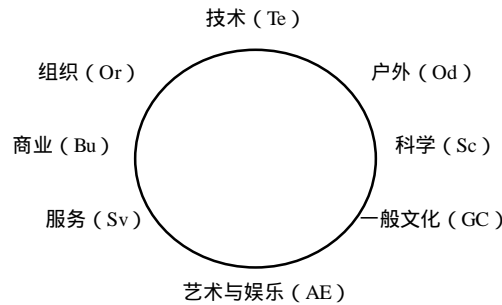 技术（Te）
组织（Or）
户外（Od）
商业（Bu）
科学（Sc）
服务（Sv）
一般文化（GC）
艺术与娱乐（AE）